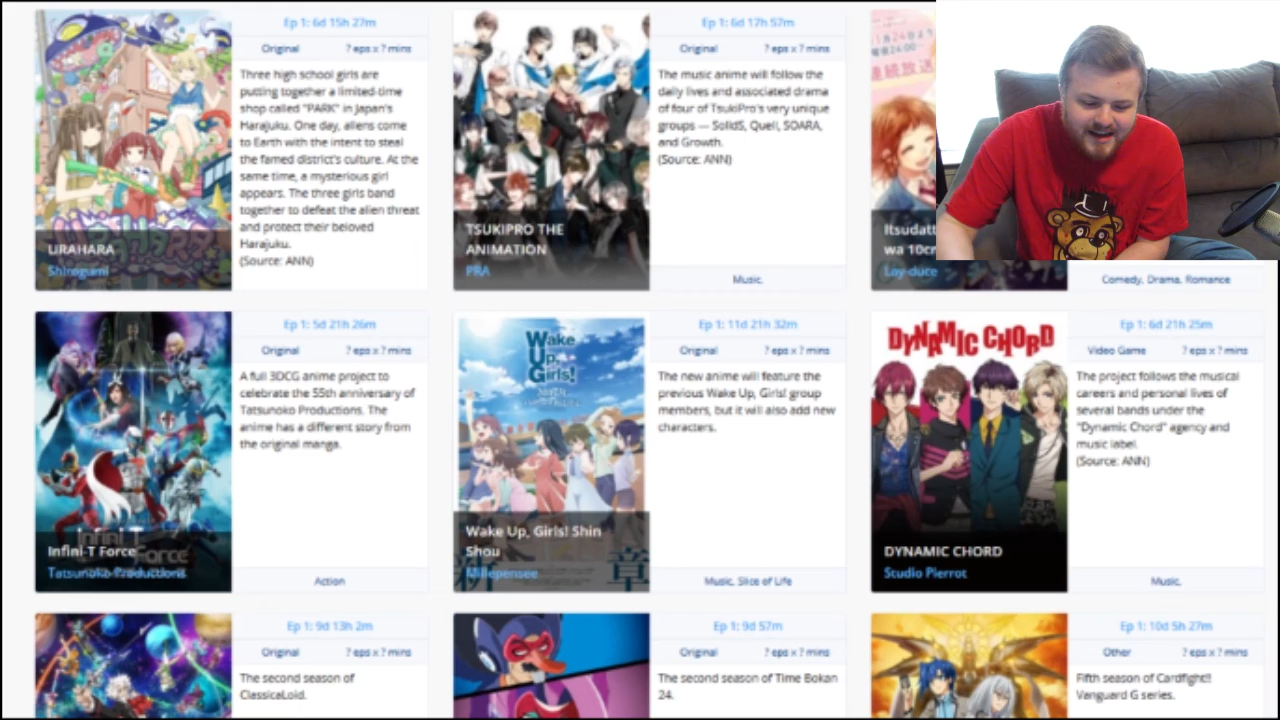 Ep 1: 6d 15h 27m
Original ? eps x ? mins
Three high school girls are
putting together a limited-time
shop called "PARK" in Japan's
Harajuku. One day, aliens come
to Earth with the intent to steal
the famed district's culture. At the
same time, a mysterious girl
appears. The three girls band
together to defeat the alien threat
and protect their beloved
Harajuku.
(Source: ANN)
URAHARA
Shirogumi
Ep 1: 6d 17h 57m
Original ? eps x ? mins
The music anime will follow the
daily lives and associated drama
of four of TsukiPro's very unique
groups — SolidS, Quell, SOARA,
and Growth.
(Source: ANN)
TSUKIPRO THE
ANIMATION
PRA
Music,
Itsudatt
wa 10cr
Lay-duce
Comedy, Drama, Romance
Ep 1: 5d 21h 26m
Original ? eps x ? mins
A full 3DCG anime project to
celebrate the 55th anniversary of
Tatsunoko Productions. The
anime has a different story from
the original manga.
Infini-T Force
Infini-T Force
Tatsunoko Productions
Action
Ep 1: 11d 21h 32m
Original ? eps x ? mins
The new anime will feature the
previous Wake Up, Girls! group
members, but it will also add new
characters.
Wake
Up,
Girls!
Wake Up, Girls! Shin
Shou
新章
Millepensee
Music, Slice of Life
Ep 1: 6d 21h 25m
Video Game ? eps x ? mins
The project follows the musical
careers and personal lives of
several bands under the
"Dynamic Chord" agency and
music label.
(Source: ANN)
DYNAMIC CHORD
DYNAMIC CHORD
Studio Pierrot
Music,
Ep 1: 9d 13h 2m
Original ? eps x ? mins
The second season of
ClassicaLoid.
Ep 1: 9d 57m
Original ? eps x ? mins
The second season of Time Bokan
24.
Ep 1: 10d 5h 27m
Other ? eps x ? mins
Fifth season of Cardfight!!
Vanguard G series.